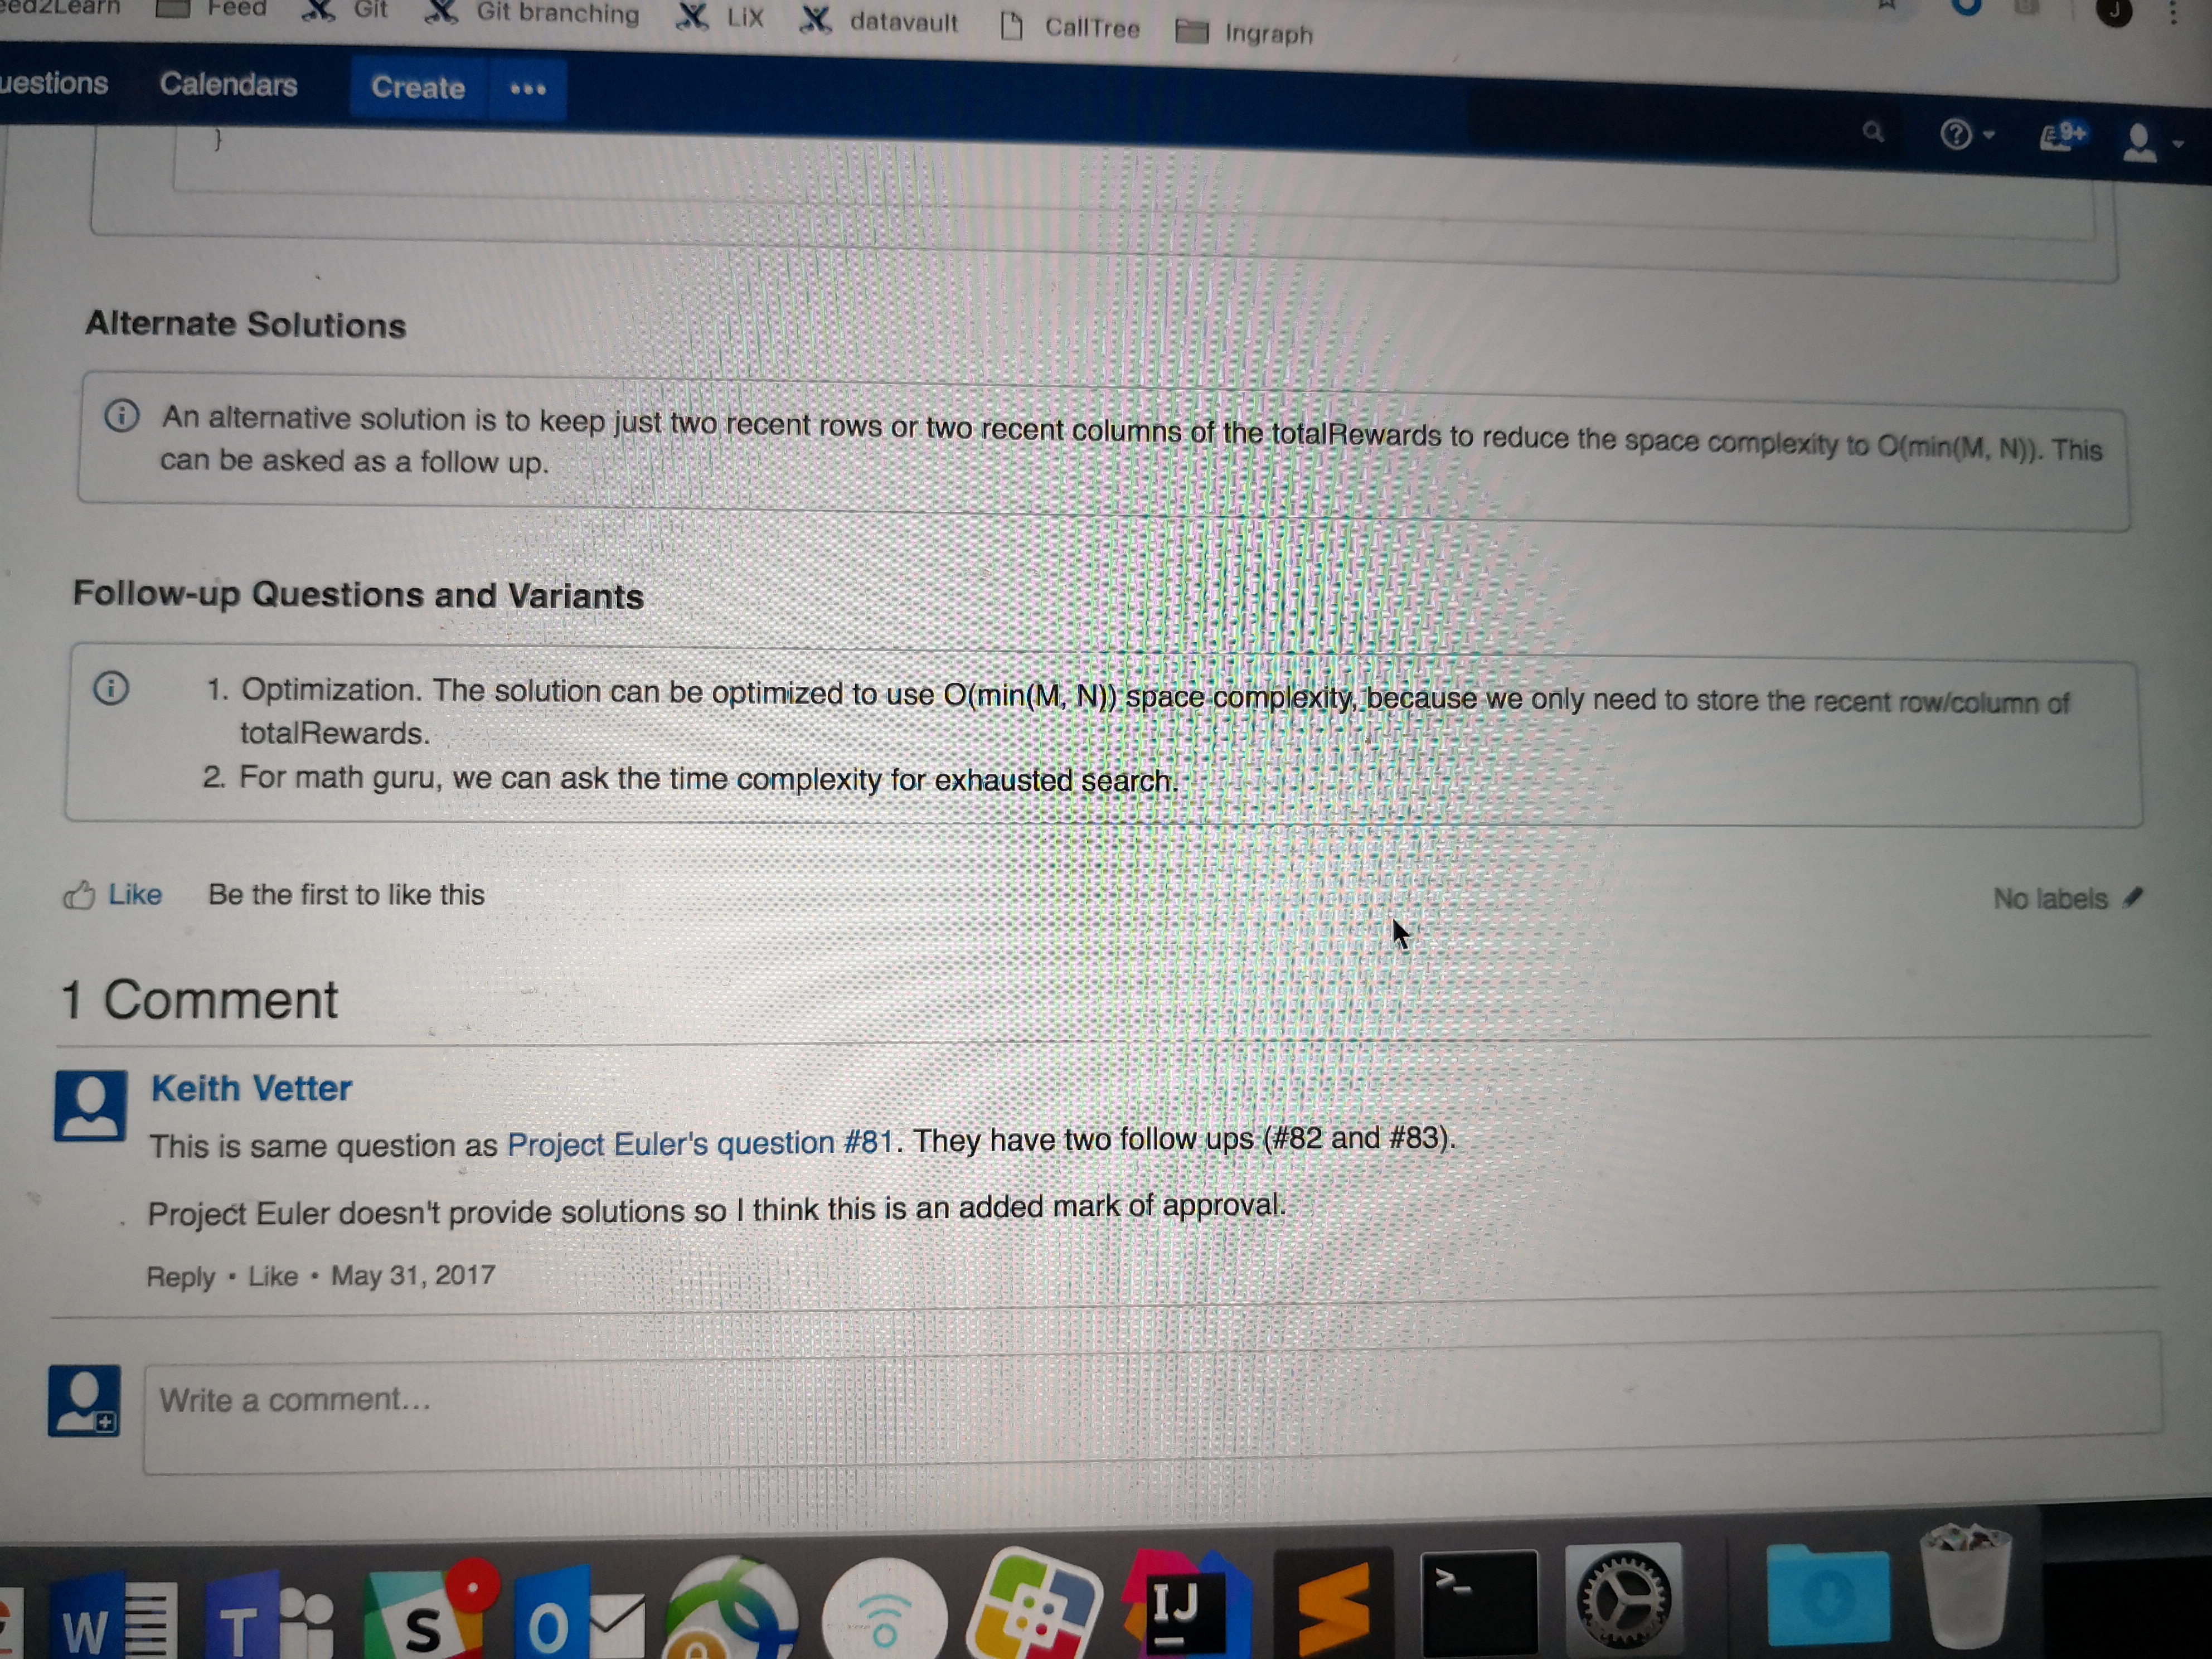 Feed
Git
Git branching
LiX
datavault
CallTree
Ingraph
J
uestions
Calendars
Create
•••
9+
}
Alternate Solutions
An alternative solution is to keep just two recent rows or two recent columns of the totalRewards to reduce the space complexity to O(min(M, N)). This
can be asked as a follow up.
Follow-up Questions and Variants
1. Optimization. The solution can be optimized to use O(min(M, N)) space complexity, because we only need to store the recent row/column of
totalRewards.
2. For math guru, we can ask the time complexity for exhausted search.
Like
Be the first to like this
No labels
1 Comment
Keith Vetter
This is same question as Project Euler's question #81. They have two follow ups (#82 and #83).
Project Euler doesn't provide solutions so I think this is an added mark of approval.
Reply • Like • May 31, 2017
Write a comment...
W
T
S
O
IJ
>_